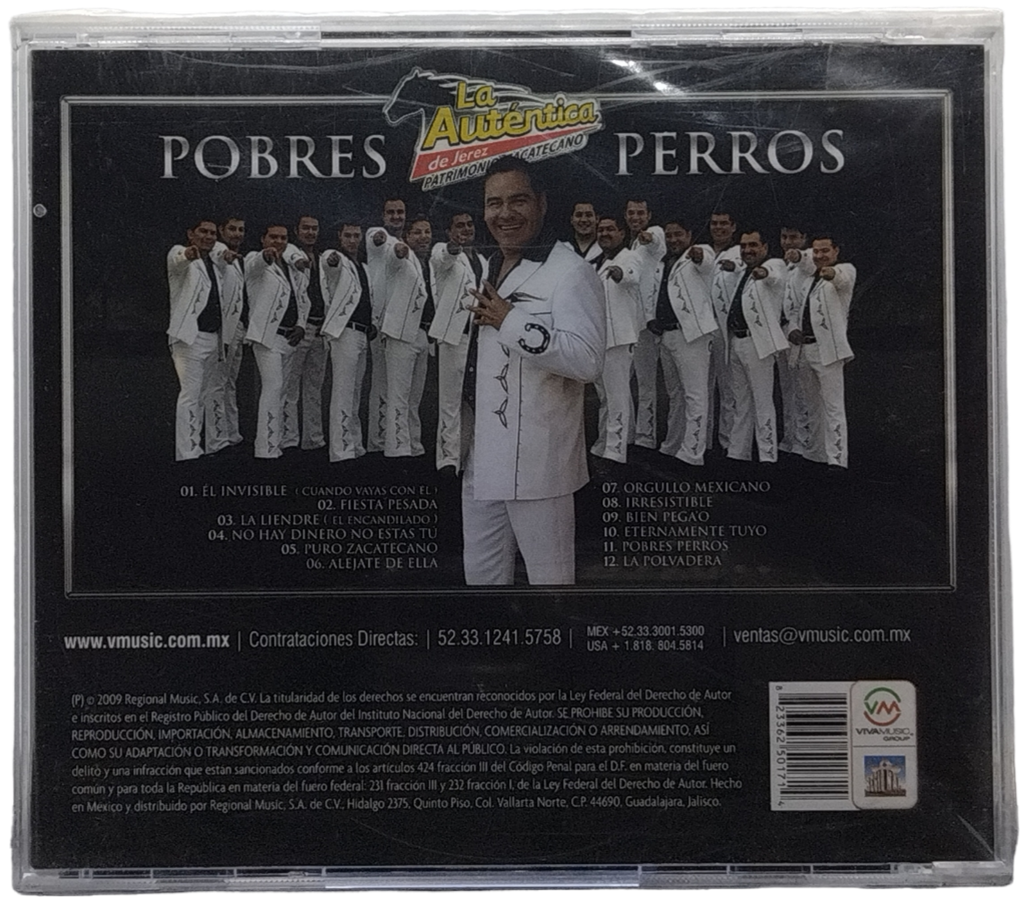 La
Auténtica
de Jerez
POBRES PERROS
01. EL INVISIBLE ( CUANDO VAYAS CON EL )
02. FIESTA PESADA
03. LA LIENDRE ( EL ENCANDILADO )
04. NO HAY DINERO NO ESTAS TU
05. PURO ZACATECANO
06. ALEJATE DE ELLA
07. ORGULLO MEXICANO
08. IRRESISTIBLE
09. BIEN PEGA'O
10. ETERNAMENTE TUYO
11. POBRES PERROS
12. LA POLVADERA
www.vmusic.com.mx | Contrataciones Directas: | 52.33.1241.5758 | MEX +52.33.3001.5300 | ventas@vmusic.com.mx
USA + 1.818. 804.5814
(P) © 2009 Regional Music, S.A. de C.V. La titularidad de los derechos se encuentran reconocidos por la Ley Federal del Derecho de Autor
e inscritos en el Registro Público del Derecho de Autor del Instituto Nacional del Derecho de Autor. SE PROHIBE SU PRODUCCIÓN,
REPRODUCCIÓN, IMPORTACIÓN, ALMACENAMIENTO, TRANSPORTE, DISTRIBUCIÓN, COMERCIALIZACIÓN O ARRENDAMIENTO, ASÍ
COMO SU ADAPTACIÓN O TRANSFORMACIÓN Y COMUNICACIÓN DIRECTA AL PÚBLICO. La violación de esta prohibición, constituye un
delito y una infracción que están sancionados conforme a los artículos 424 fracción III del Código Penal para el D.F. en materia del fuero
común y para toda la República en materia del fuero federal: 231 fracción III y 232 fracción I, de la Ley Federal del Derecho de Autor. Hecho
en México y distribuido por Regional Music, S.A. de C.V., Hidalgo 2375, Quinto Piso, Col. Vallarta Norte, C.P. 44690, Guadalajara, Jalisco.
8 23362 50171 4
VM
VIVAMUSIC
GROUP